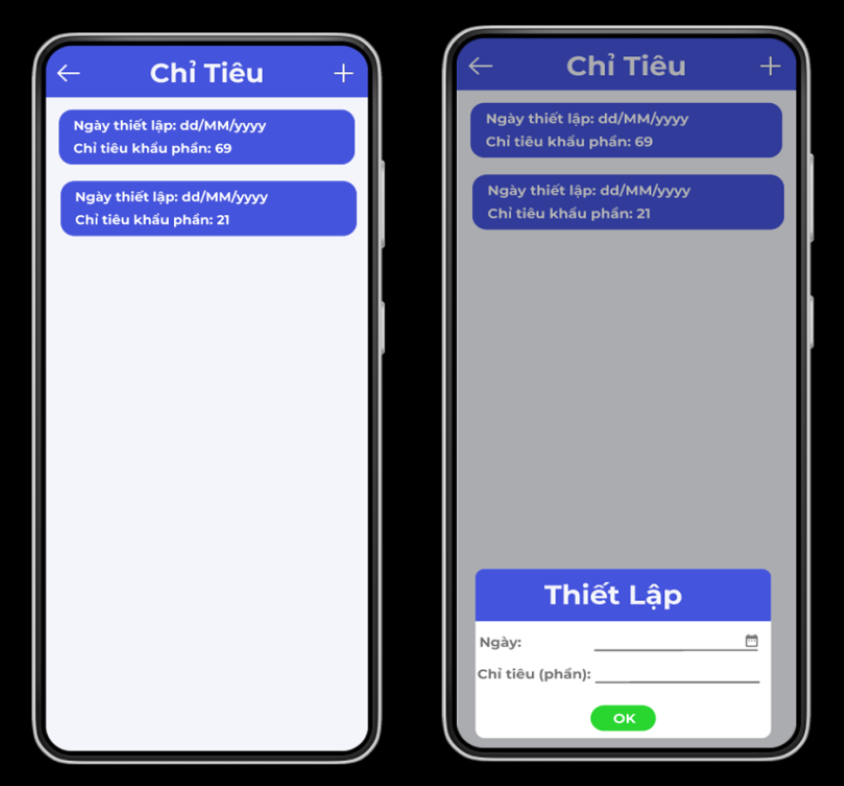 Chỉ Tiêu
Ngày thiết lập: dd/MM/yyyy
Chỉ tiêu khẩu phần: 69
Ngày thiết lập: dd/MM/yyyy
Chỉ tiêu khẩu phần: 21
Chỉ Tiêu
Ngày thiết lập: dd/MM/yyyy
Chỉ tiêu khẩu phần: 69
Ngày thiết lập: dd/MM/yyyy
Chỉ tiêu khẩu phần: 21
Thiết Lập
Ngày:
Chỉ tiêu (phần):
OK